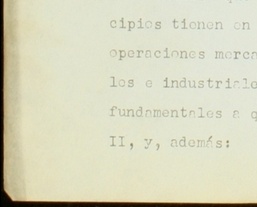 cipios tienen en
operaciones merca
les e industriale
fundamentales a q
II, y, además: